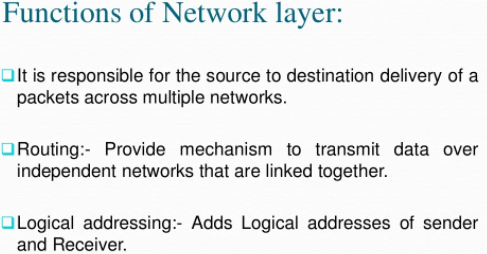 Functions of Network layer:
It is responsible for the source to destination delivery of a
packets across multiple networks.
Routing:- Provide mechanism to transmit data over
independent networks that are linked together.
Logical addressing:- Adds Logical addresses of sender
and Receiver.